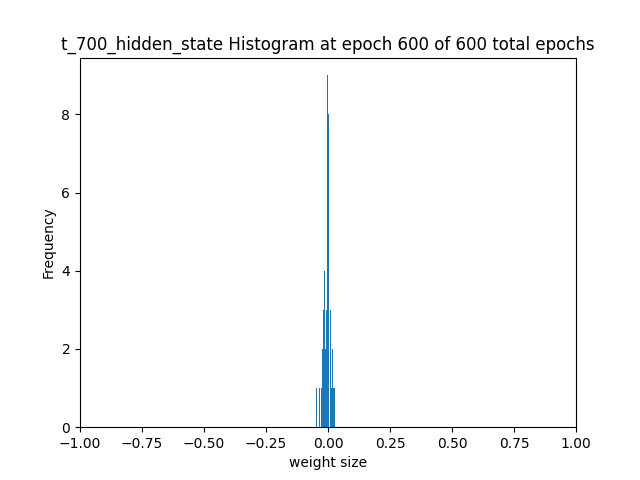 t_700_hidden_state Histogram at epoch 600 of 600 total epochs
Frequency
8
6
4
2
0
−1.00 −0.75 −0.50 −0.25 0.00 0.25 0.50 0.75 1.00
weight size